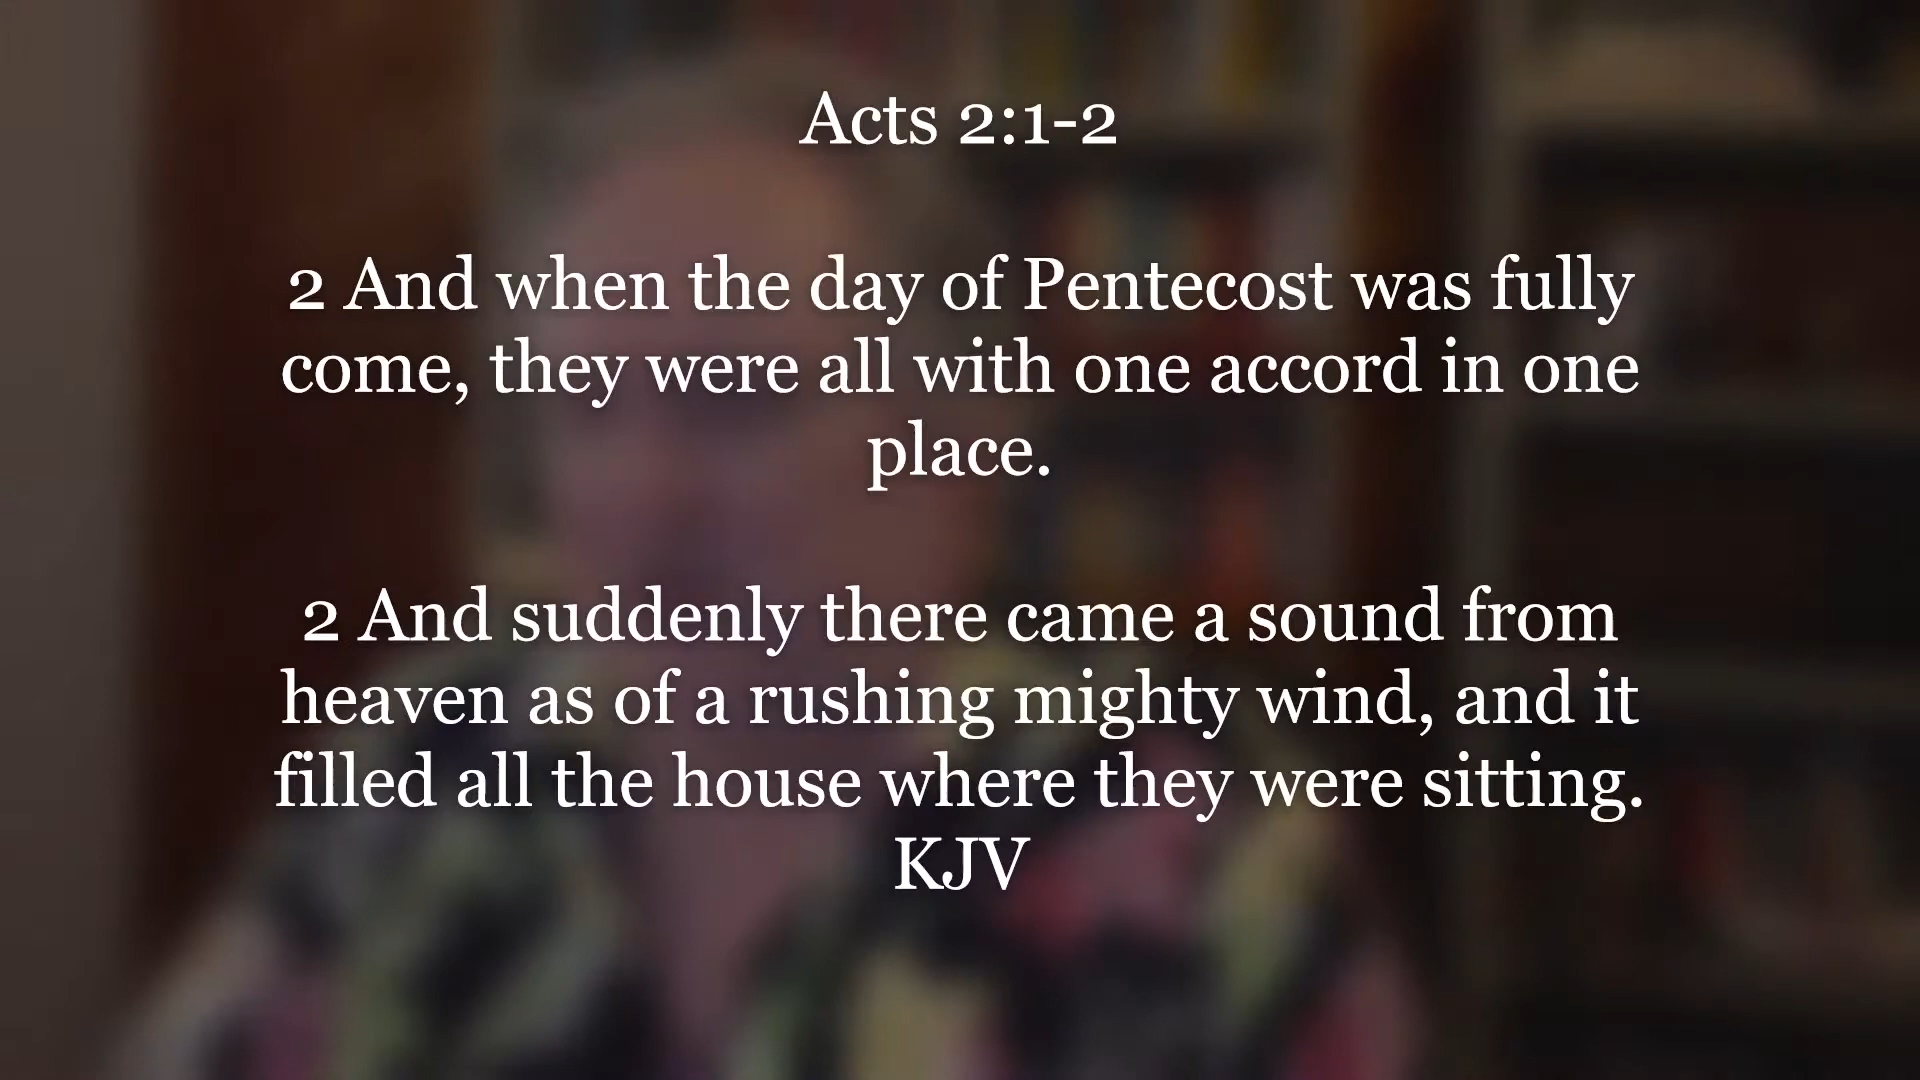 Acts 2:1-2
2 And when the day of Pentecost was fully
come, they were all with one accord in one
place.
2 And suddenly there came a sound from
heaven as of a rushing mighty wind, and it
filled all the house where they were sitting.
KJV